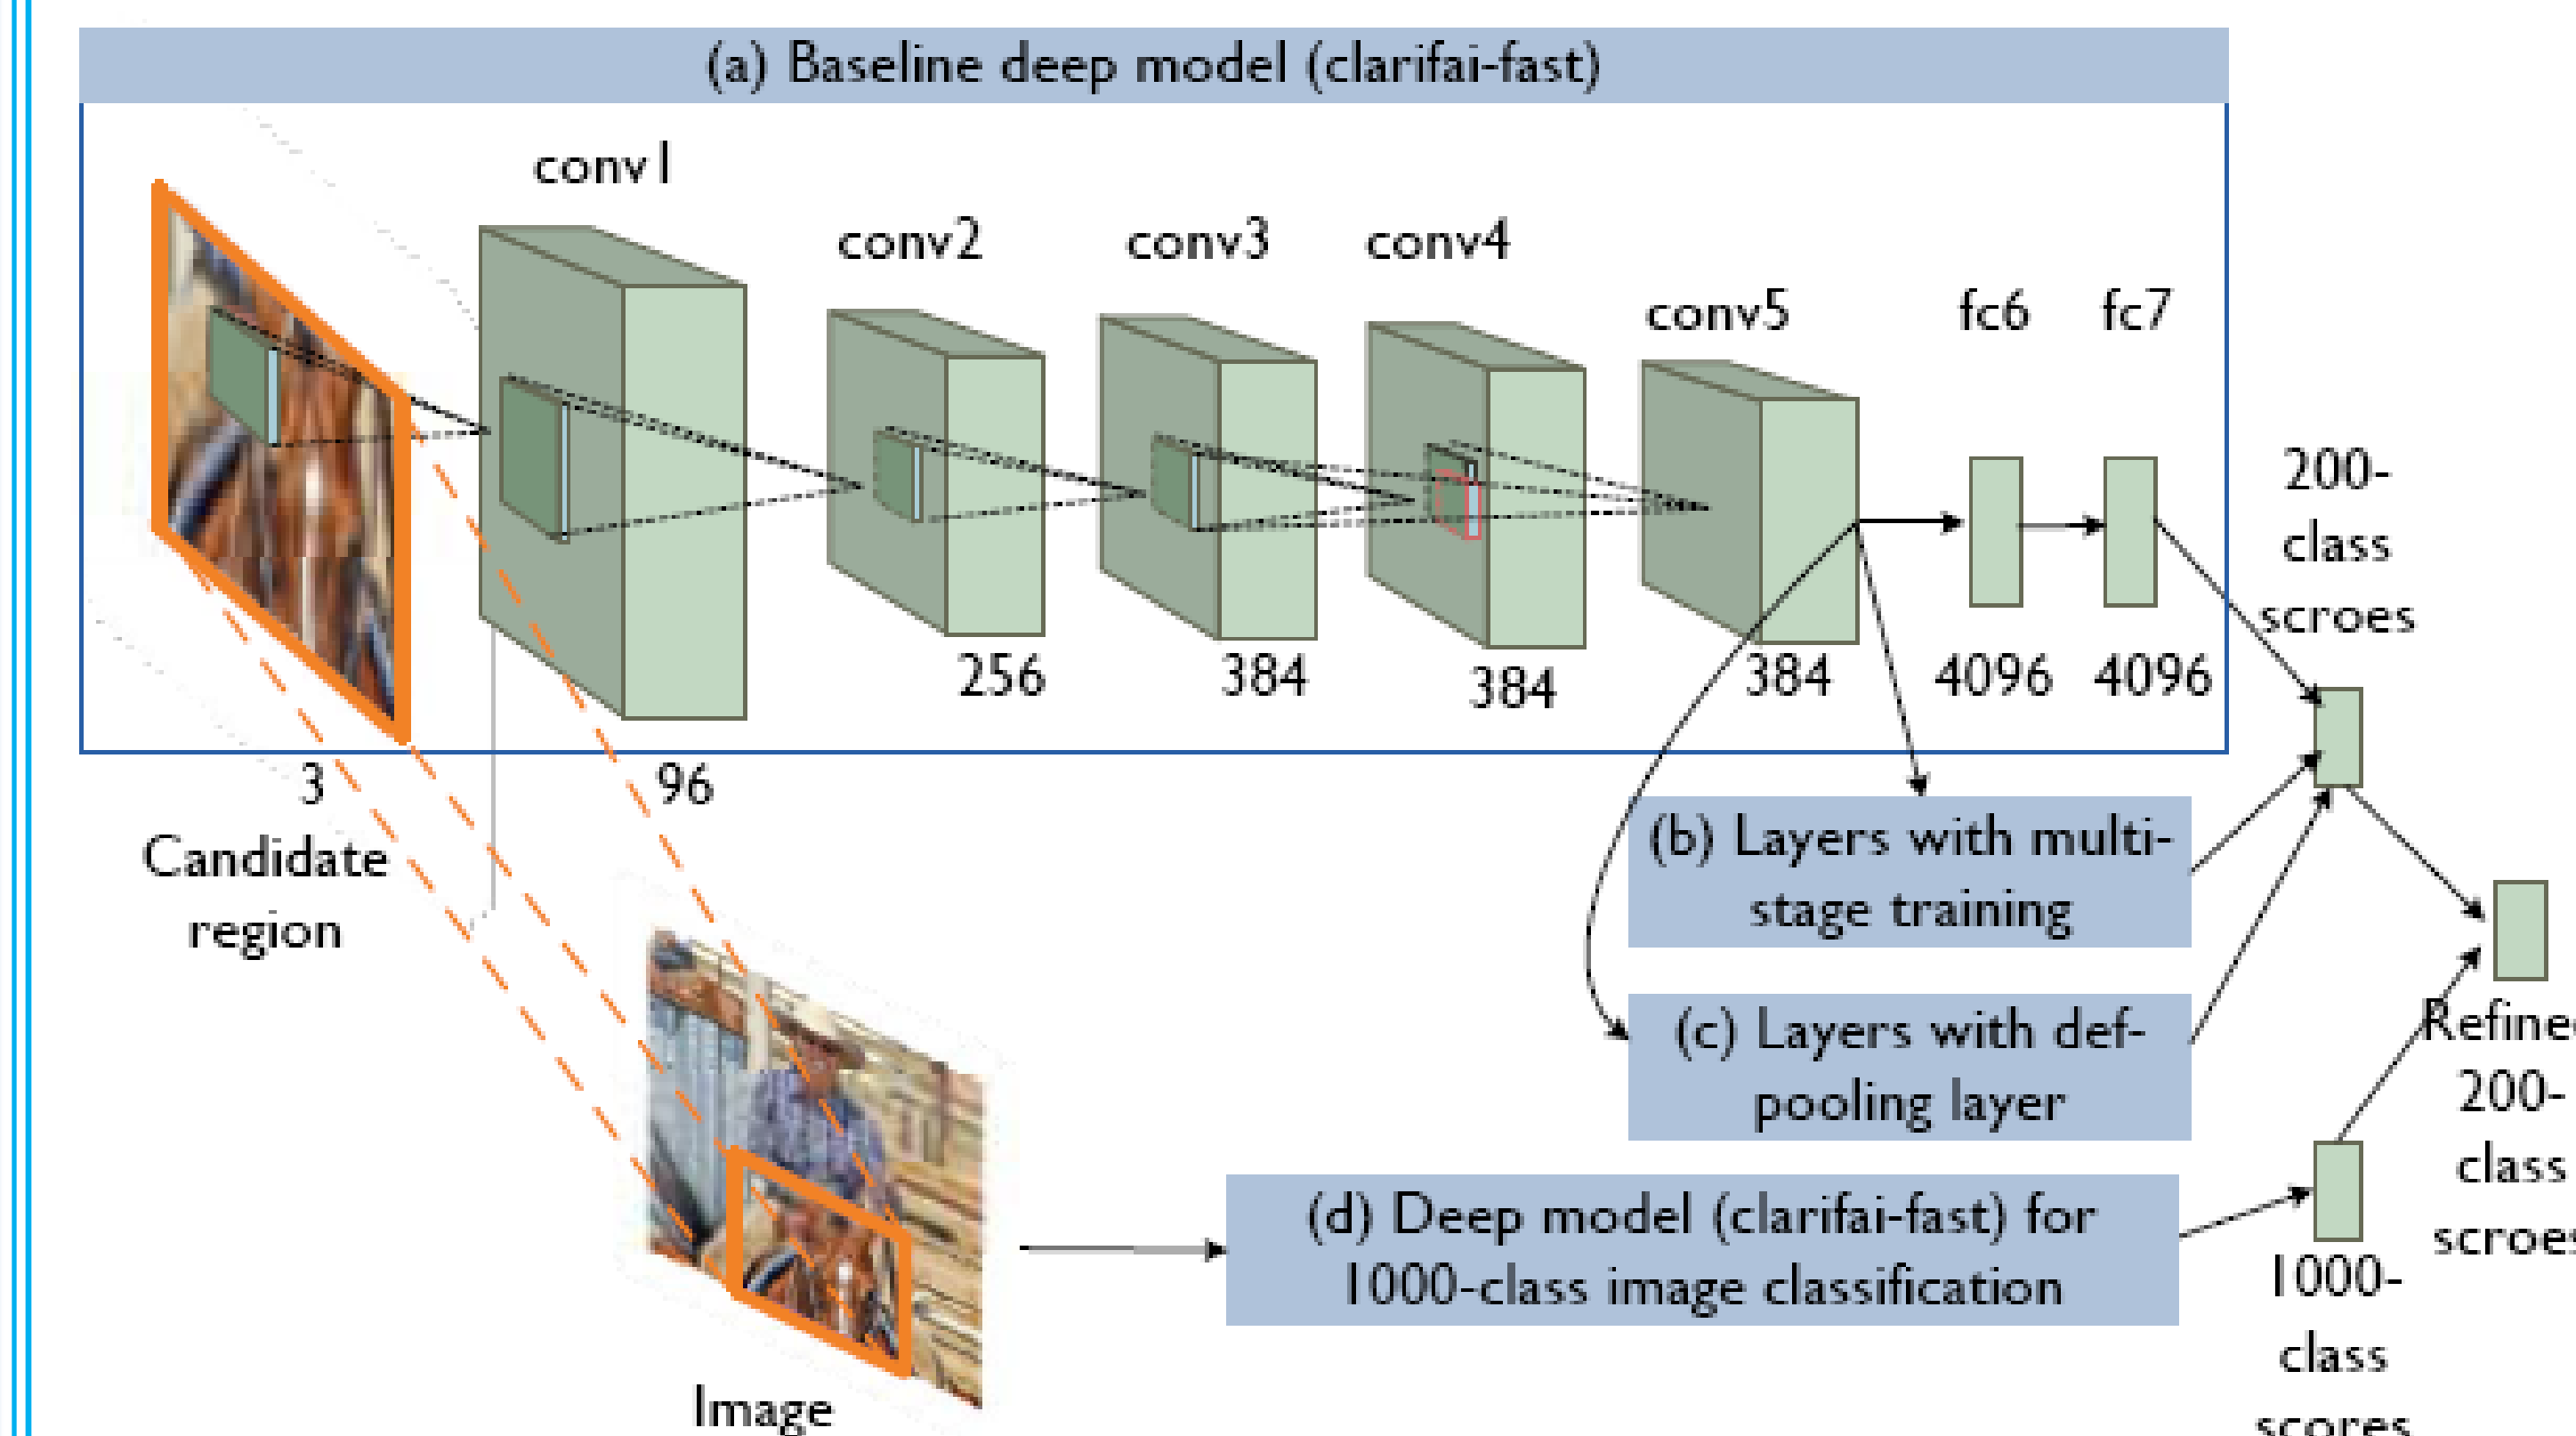 (a) Baseline deep model (clarifai-fast)
conv1
conv2
conv3
conv4
conv5
fc6
fc7
256
384
384
384
4096
4096
3
96
Candidate
region
200-
class
scroes
(b) Layers with multi-
stage training
(c) Layers with def-
pooling layer
(d) Deep model (clarifai-fast) for
1000-class image classification
Image
Refined
200-
class
scroes
1000-
class
scores